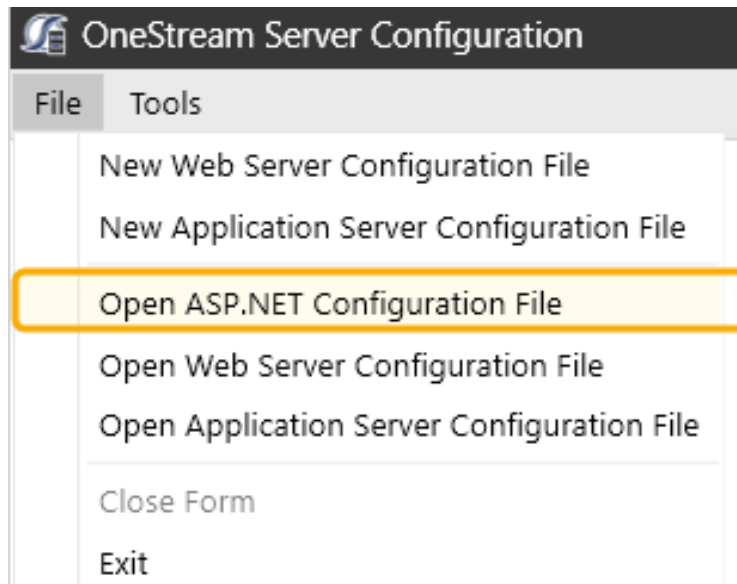 OneStream Server Configuration
File Tools
New Web Server Configuration File
New Application Server Configuration File
Open ASP.NET Configuration File
Open Web Server Configuration File
Open Application Server Configuration File
Close Form
Exit